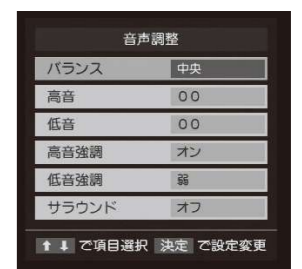 音声調整
バランス 中央
高音 00
低音 00
高音強調 オン
低音強調 弱
サラウンド オフ
↑ ↓ で項目選択 決定 で設定変更